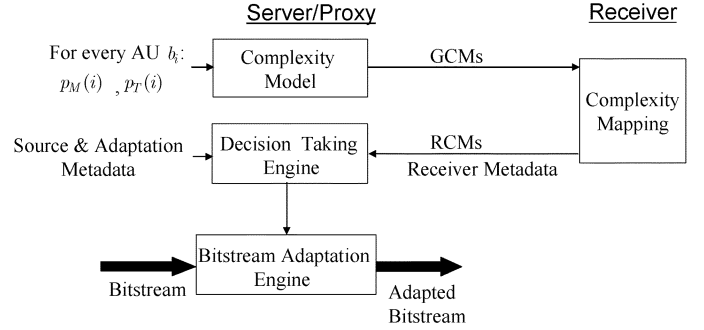 Server/Proxy
Receiver
For every AU bᵢ:
p_M(i) , p_T(i)
Complexity
Model
GCMs
Complexity
Mapping
Source & Adaptation
Metadata
Decision Taking
Engine
RCMs
Receiver Metadata
Bitstream Adaptation
Engine
Bitstream
Adapted
Bitstream